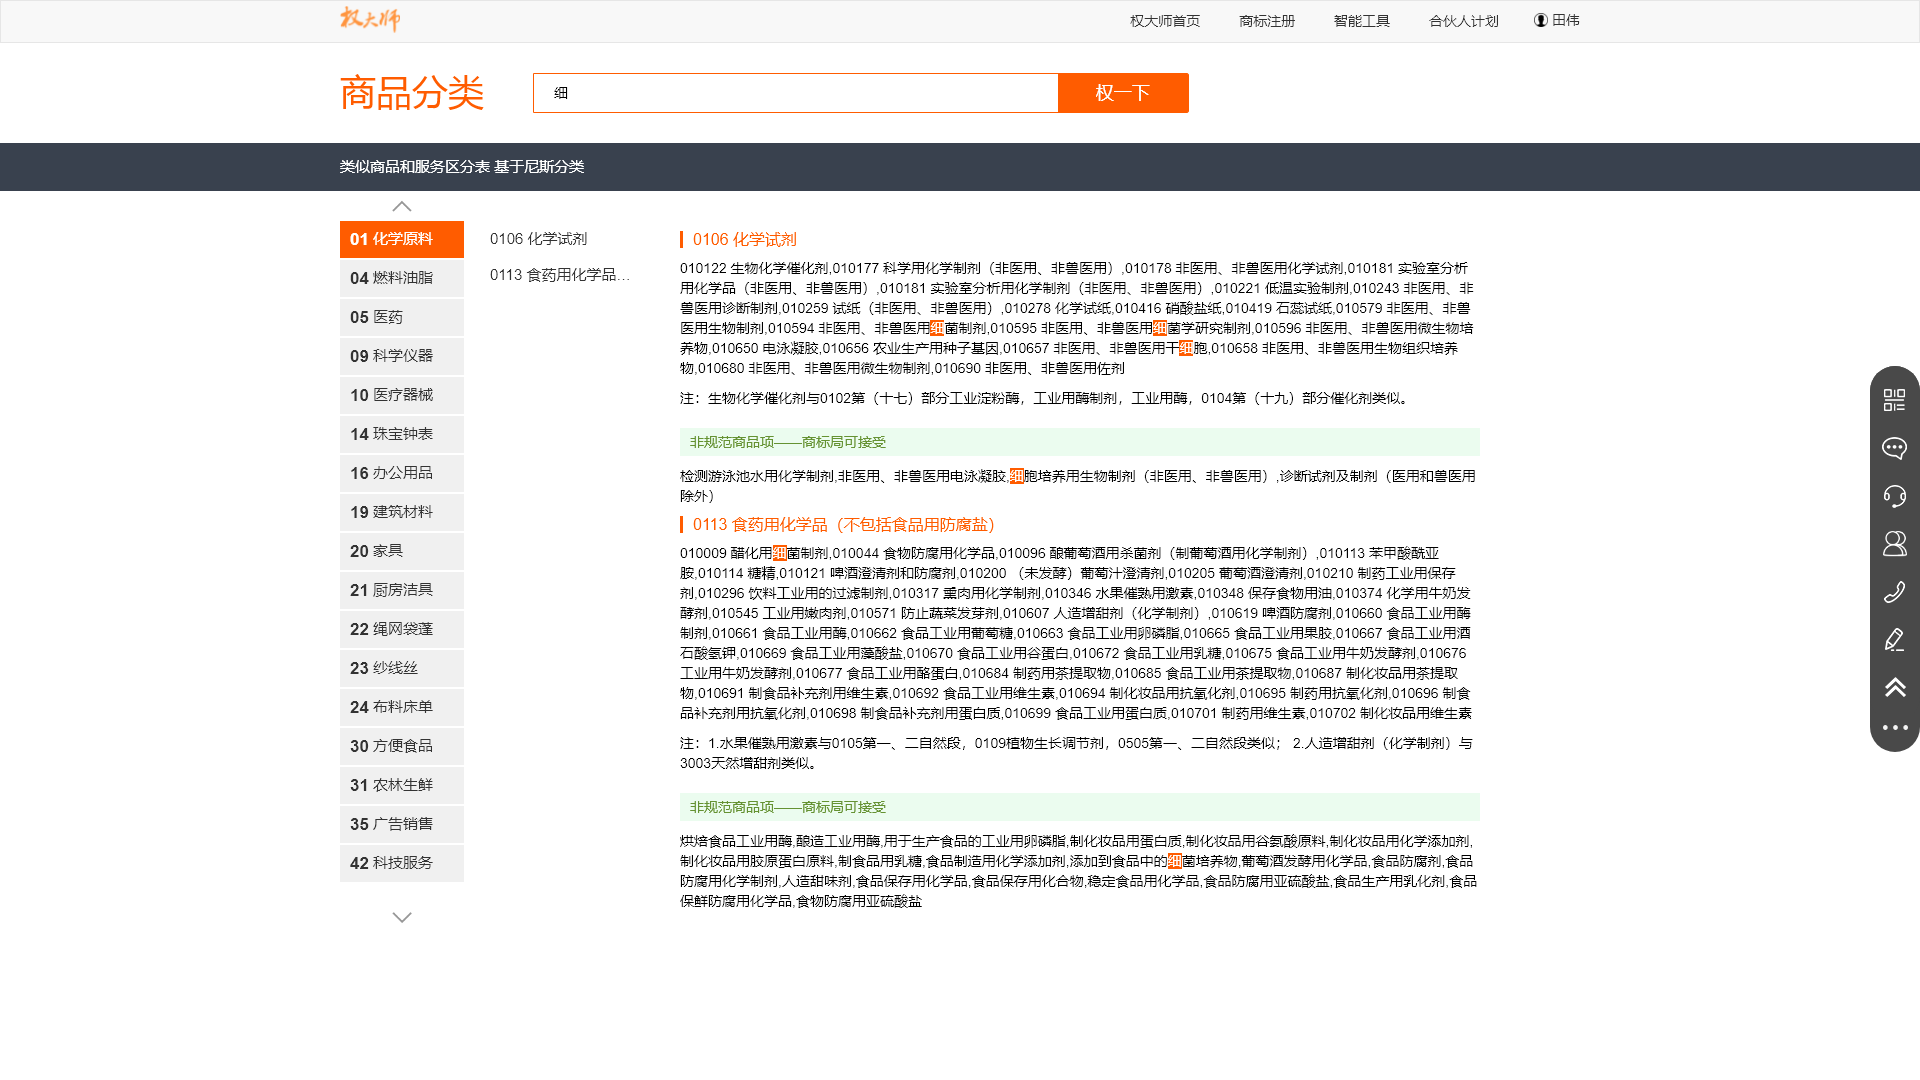 权大师
权大师首页
商标注册
智能工具
合伙人计划
田伟
商品分类
细
权一下
类似商品和服务区分表 基于尼斯分类
01 化学原料
04 燃料油脂
05 医药
09 科学仪器
10 医疗器械
14 珠宝钟表
16 办公用品
19 建筑材料
20 家具
21 厨房洁具
22 绳网袋蓬
23 纱线丝
24 布料床单
30 方便食品
31 农林生鲜
35 广告销售
42 科技服务
0106 化学试剂
0113 食药用化学品...
0106 化学试剂
010122 生物化学催化剂,010177 科学用化学制剂（非医用、非兽医用）,010178 非医用、非兽医用化学试剂,010181 实验室分析
用化学品（非医用、非兽医用）,010181 实验室分析用化学制剂（非医用、非兽医用）,010221 低温实验制剂,010243 非医用、非
兽医用诊断制剂,010259 试纸（非医用、非兽医用）,010278 化学试纸,010416 硝酸盐纸,010419 石蕊试纸,010579 非医用、非兽
医用生物制剂,010594 非医用、非兽医用细菌制剂,010595 非医用、非兽医用细菌学研究制剂,010596 非医用、非兽医用微生物培
养物,010650 电泳凝胶,010656 农业生产用种子基因,010657 非医用、非兽医用干细胞,010658 非医用、非兽医用生物组织培养
物,010680 非医用、非兽医用微生物制剂,010690 非医用、非兽医用佐剂
注：生物化学催化剂与0102第（十七）部分工业淀粉酶，工业用酶制剂，工业用酶，0104第（十九）部分催化剂类似。
非规范商品项——商标局可接受
检测游泳池水用化学制剂,非医用、非兽医用电泳凝胶,细胞培养用生物制剂（非医用、非兽医用）,诊断试剂及制剂（医用和兽医用
除外）
0113 食药用化学品（不包括食品用防腐盐）
010009 醋化用细菌制剂,010044 食物防腐用化学品,010096 酿葡萄酒用杀菌剂（制葡萄酒用化学制剂）,010113 苯甲酸酰亚
胺,010114 糖精,010121 啤酒澄清剂和防腐剂,010200 （未发酵）葡萄汁澄清剂,010205 葡萄酒澄清剂,010210 制药工业用保存
剂,010296 饮料工业用的过滤制剂,010317 熏肉用化学制剂,010346 水果催熟用激素,010348 保存食物用油,010374 化学用牛奶发
酵剂,010545 工业用嫩肉剂,010571 防止蔬菜发芽剂,010607 人造增甜剂（化学制剂）,010619 啤酒防腐剂,010660 食品工业用酶
制剂,010661 食品工业用酶,010662 食品工业用葡萄糖,010663 食品工业用卵磷脂,010665 食品工业用果胶,010667 食品工业用酒
石酸氢钾,010669 食品工业用藻酸盐,010670 食品工业用谷蛋白,010672 食品工业用乳糖,010675 食品工业用牛奶发酵剂,010676
工业用牛奶发酵剂,010677 食品工业用酪蛋白,010684 制药用茶提取物,010685 食品工业用茶提取物,010687 制化妆品用茶提取
物,010691 制食品补充剂用维生素,010692 食品工业用维生素,010694 制化妆品用抗氧化剂,010695 制药用抗氧化剂,010696 制食
品补充剂用抗氧化剂,010698 制食品补充剂用蛋白质,010699 食品工业用蛋白质,010701 制药用维生素,010702 制化妆品用维生素
注：1.水果催熟用激素与0105第一、二自然段，0109植物生长调节剂，0505第一、二自然段类似； 2.人造增甜剂（化学制剂）与
3003天然增甜剂类似。
非规范商品项——商标局可接受
烘焙食品工业用酶,酿造工业用酶,用于生产食品的工业用卵磷脂,制化妆品用蛋白质,制化妆品用谷氨酸原料,制化妆品用化学添加剂,
制化妆品用胶原蛋白原料,制食品用乳糖,食品制造用化学添加剂,添加到食品中的细菌培养物,葡萄酒发酵用化学品,食品防腐剂,食品
防腐用化学制剂,人造甜味剂,食品保存用化学品,食品保存用化合物,稳定食品用化学品,食品防腐用亚硫酸盐,食品生产用乳化剂,食品
保鲜防腐用化学品,食物防腐用亚硫酸盐